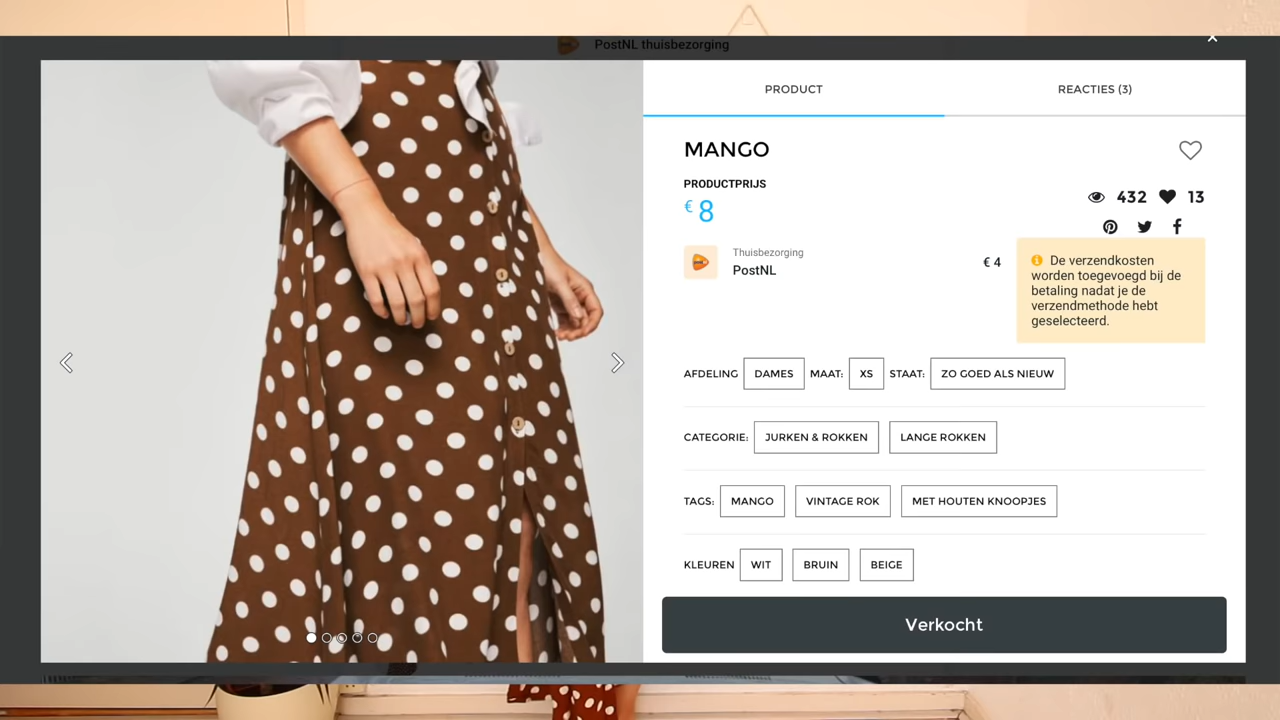 PostNL thuisbezorging
PRODUCT
REACTIES (3)
MANGO
PRODUCTPRIJS
€ 8
432 13
Thuisbezorging
PostNL
€ 4
De verzendkosten
worden toegevoegd bij de
betaling nadat je de
verzendmethode hebt
geselecteerd.
AFDELING DAMES MAAT: XS STAAT: ZO GOED ALS NIEUW
CATEGORIE: JURKEN & ROKKEN LANGE ROKKEN
TAGS: MANGO VINTAGE ROK MET HOUTEN KNOOPJES
KLEUREN WIT BRUIN BEIGE
Verkocht